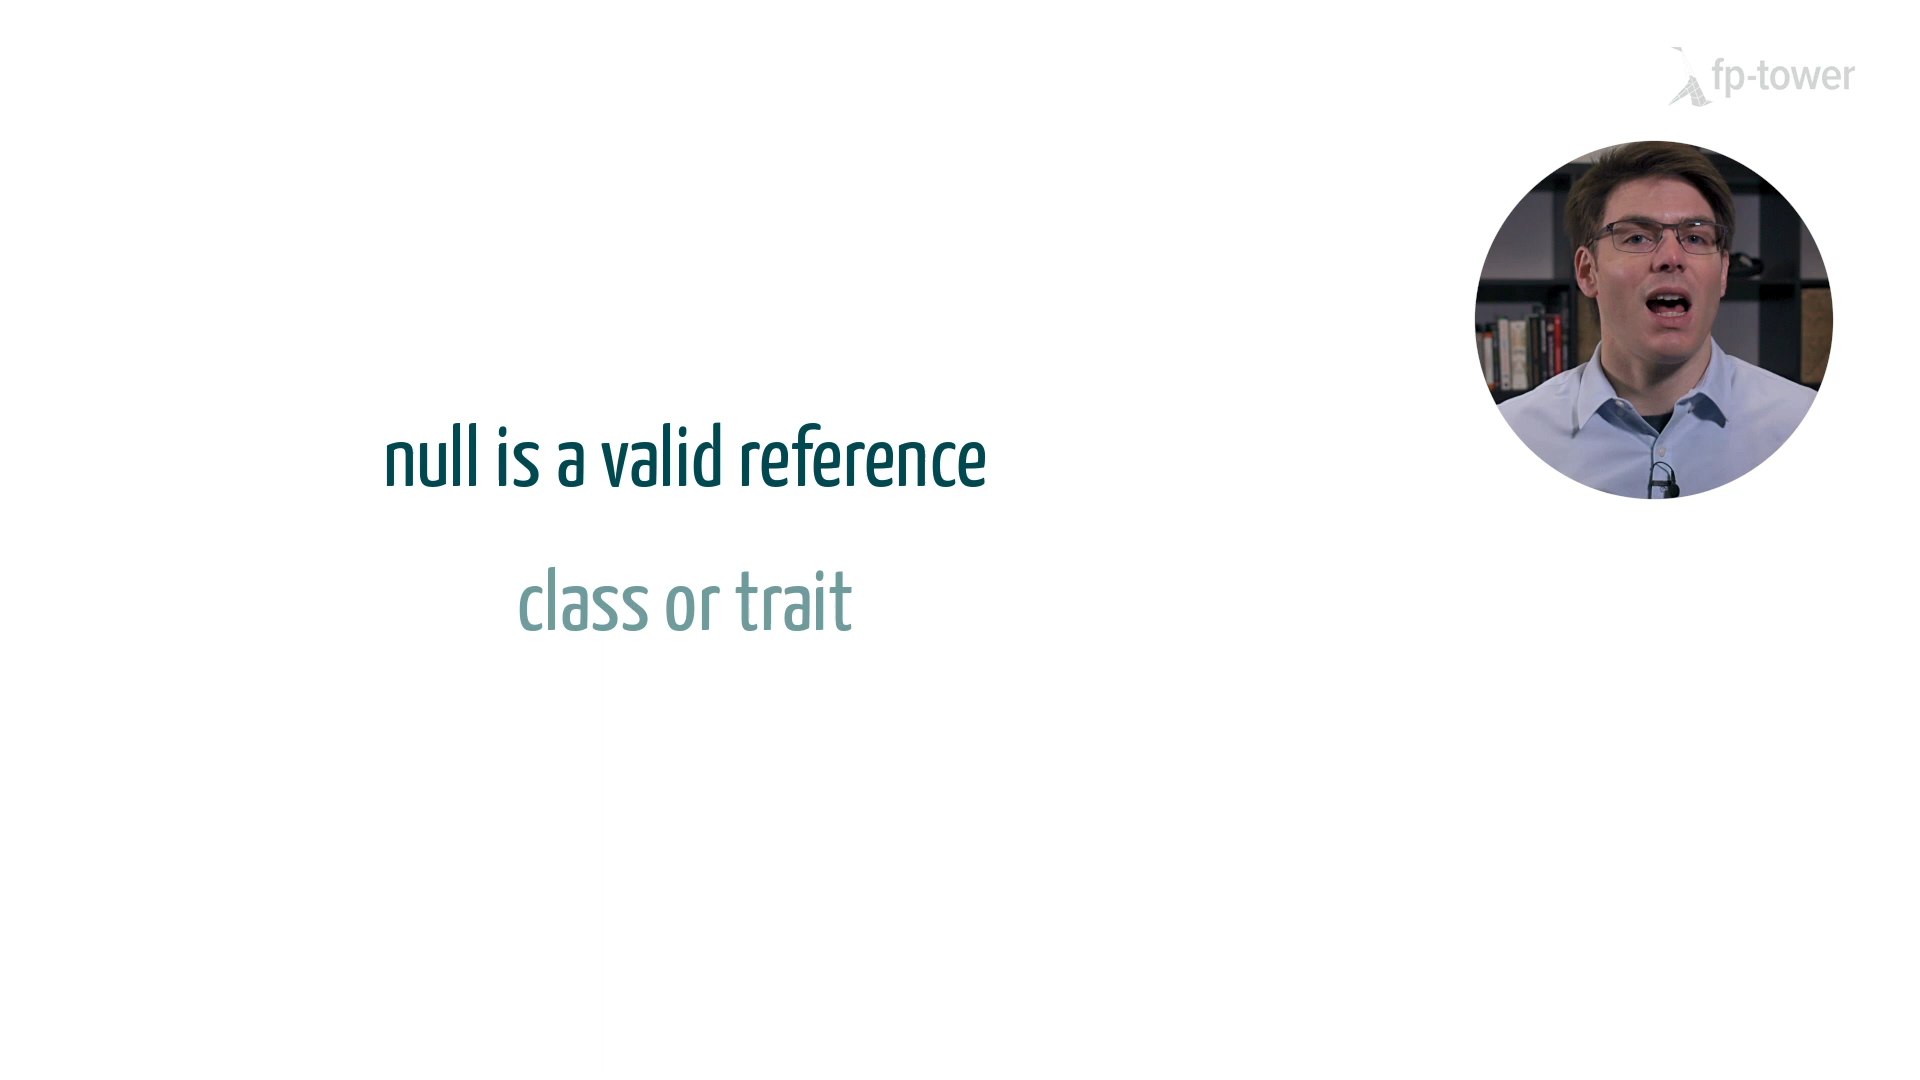 fp-tower
null is a valid reference
class or trait